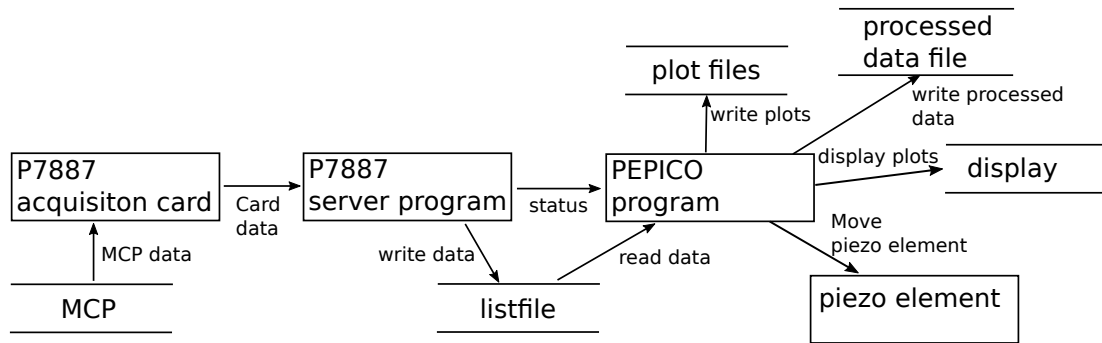 processed
data file
plot files
write processed
data
write plots
P7887
acquisiton card
P7887
server program
PEPICO
program
display plots
display
Card
data
status
MCP data
write data
read data
Move
piezo element
MCP
listfile
piezo element